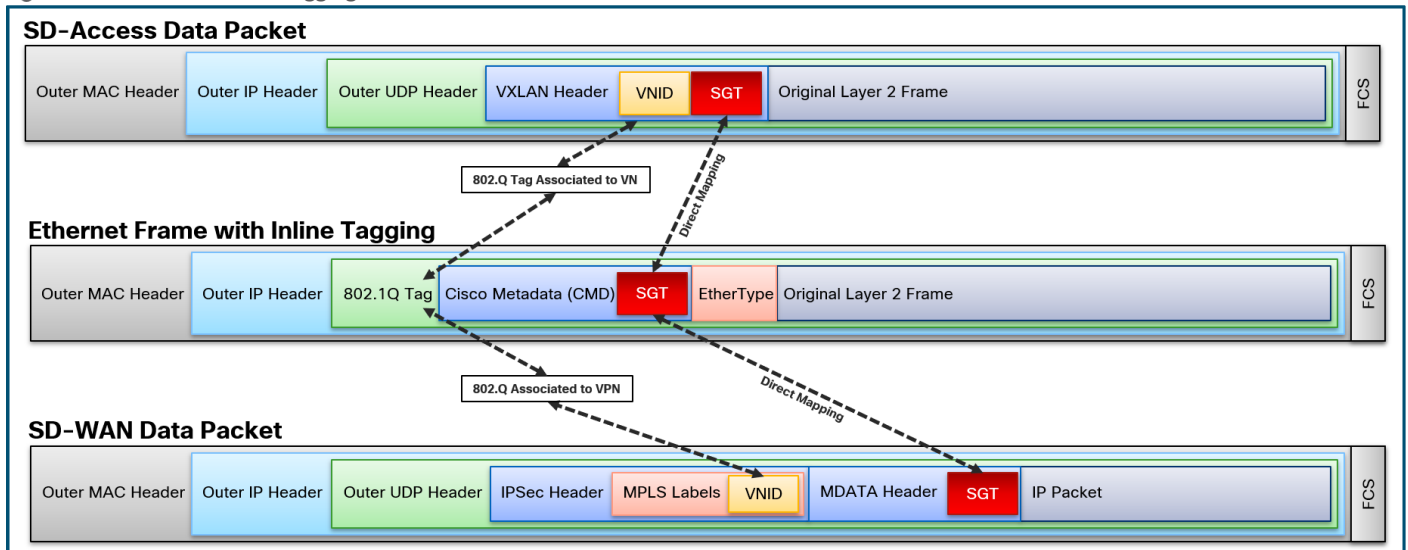 SD-Access Data Packet
Outer MAC Header Outer IP Header Outer UDP Header VXLAN Header VNID SGT Original Layer 2 Frame FCS
802.Q Tag Associated to VN
Direct Mapping
Ethernet Frame with Inline Tagging
Outer MAC Header Outer IP Header 802.1Q Tag Cisco Metadata (CMD) SGT EtherType Original Layer 2 Frame FCS
802.Q Associated to VPN
Direct Mapping
SD-WAN Data Packet
Outer MAC Header Outer IP Header Outer UDP Header IPSec Header MPLS Labels VNID MDATA Header SGT IP Packet FCS